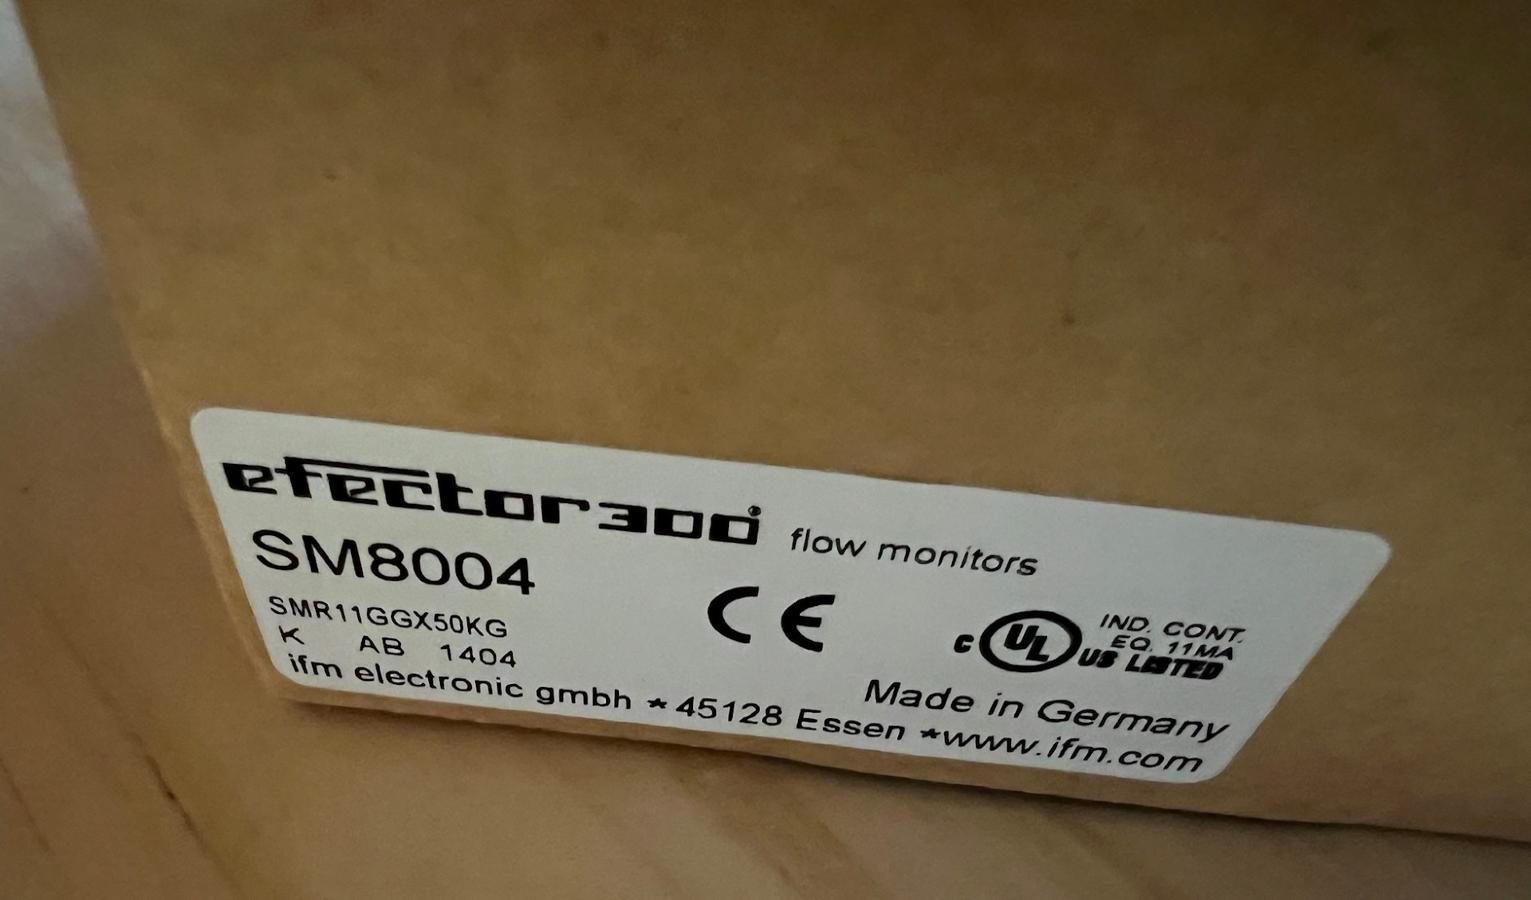 efector300® flow monitors
SM8004
SMR11GGX50KG
K AB 1404
CE
c UL US LISTED
IND. CONT.
EQ. 11MA
Made in Germany
ifm electronic gmbh * 45128 Essen *www.ifm.com